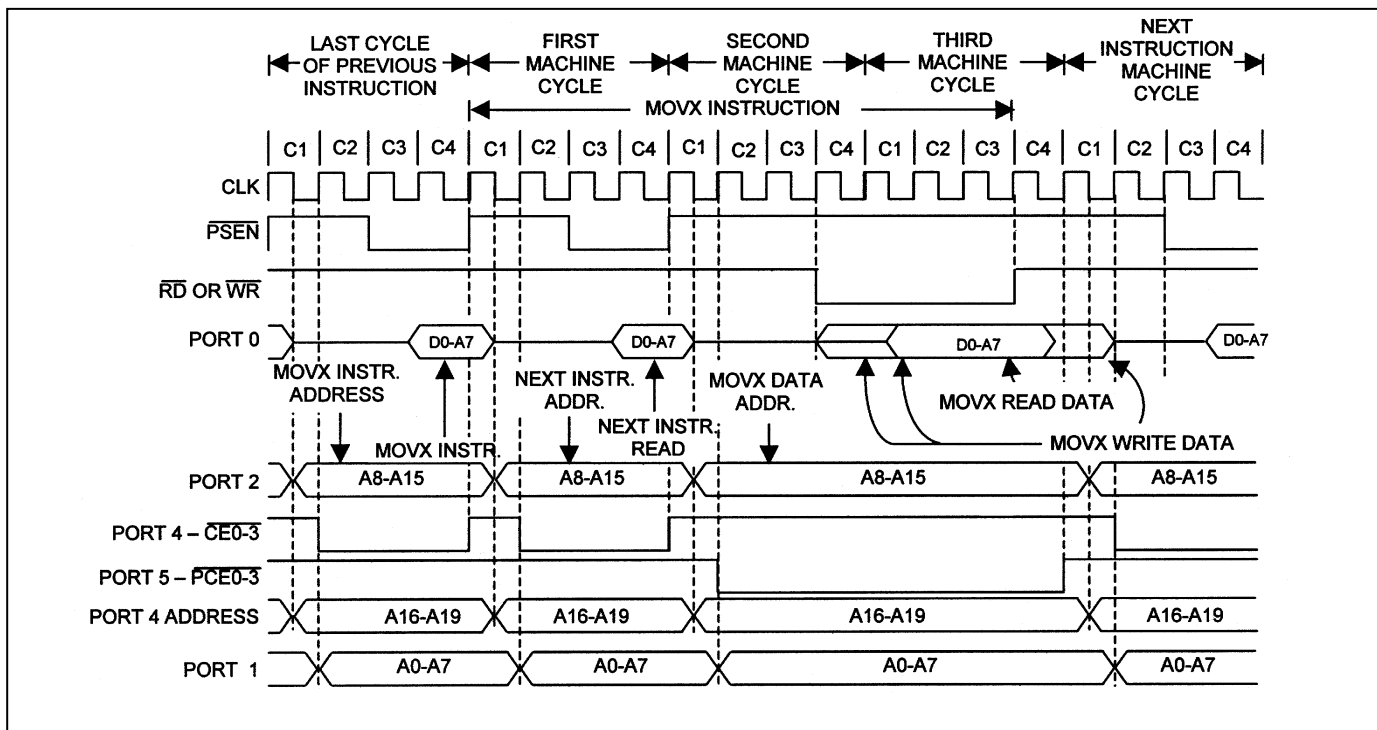 LAST CYCLE
OF PREVIOUS
INSTRUCTION
FIRST
MACHINE
CYCLE
SECOND
MACHINE
CYCLE
THIRD
MACHINE
CYCLE
NEXT
INSTRUCTION
MACHINE
CYCLE
MOVX INSTRUCTION
C1 C2 C3 C4 C1 C2 C3 C4 C1 C2 C3 C4 C1 C2 C3 C4 C1 C2 C3 C4
CLK
PSEN
RD OR WR
PORT 0
D0-A7 D0-A7 D0-A7 D0-A7
MOVX INSTR.
ADDRESS
MOVX INSTR.
NEXT INSTR.
ADDR.
NEXT INSTR.
READ
MOVX DATA
ADDR.
MOVX READ DATA
MOVX WRITE DATA
PORT 2
A8-A15 A8-A15 A8-A15 A8-A15
PORT 4 – CE0-3
PORT 5 – PCE0-3
PORT 4 ADDRESS
A16-A19 A16-A19 A16-A19 A16-A19
PORT 1
A0-A7 A0-A7 A0-A7 A0-A7